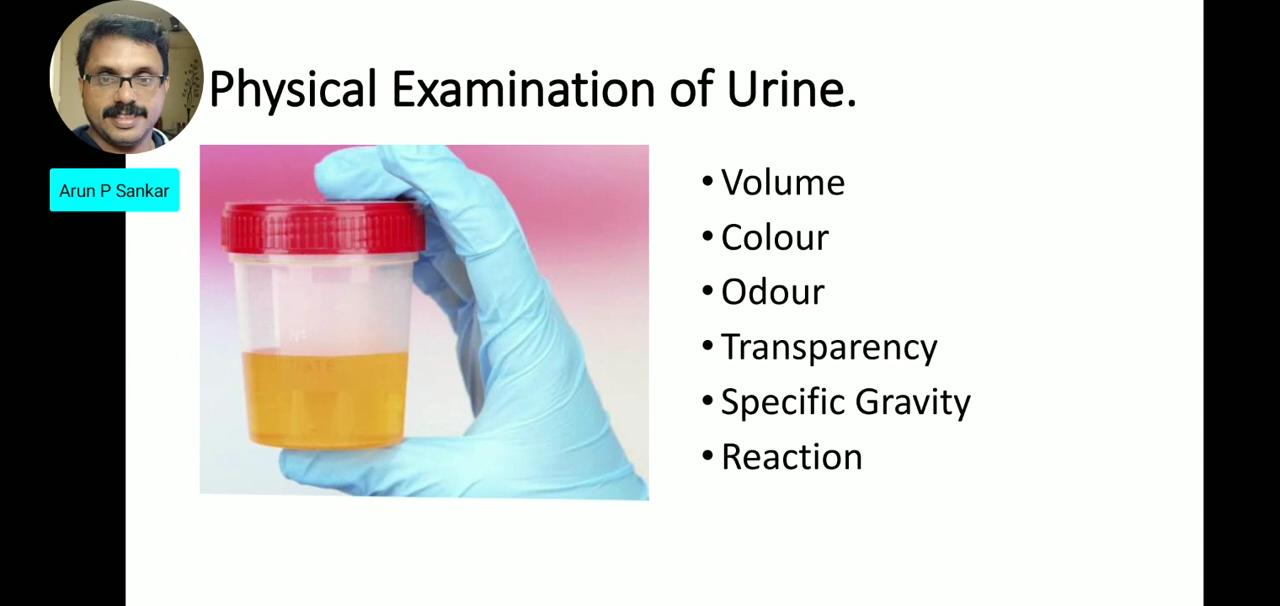 Physical Examination of Urine.
Arun P Sankar
• Volume
• Colour
• Odour
• Transparency
• Specific Gravity
• Reaction